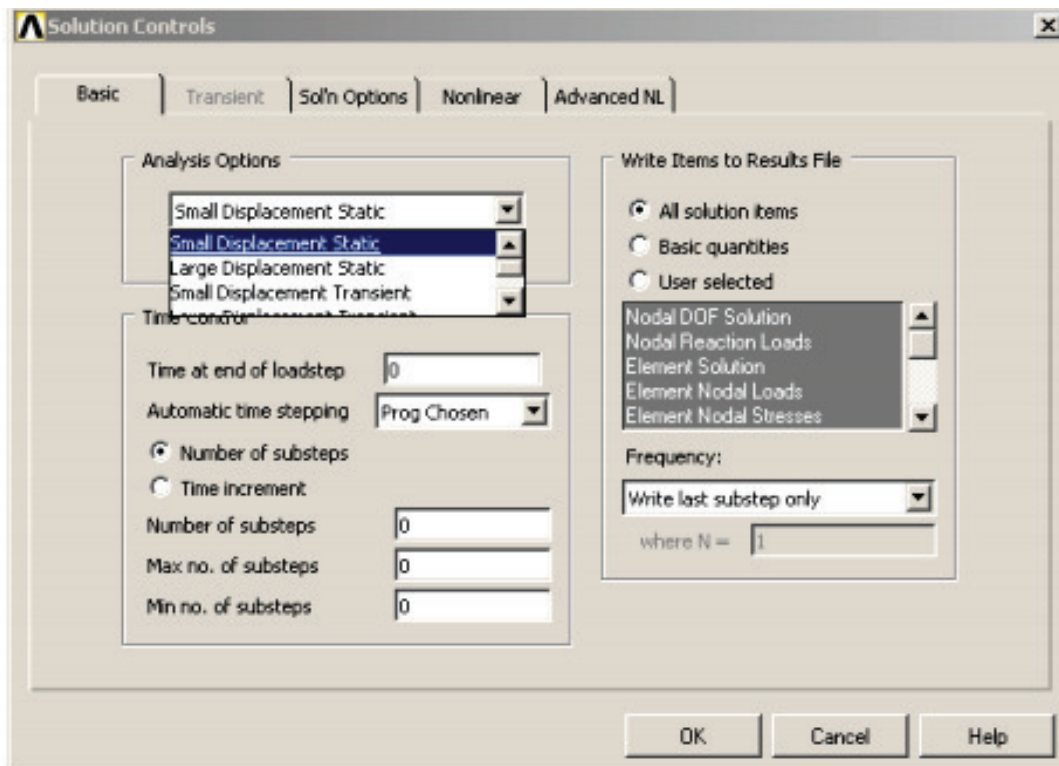 Solution Controls
Basic
Transient
Sol'n Options
Nonlinear
Advanced NL
Analysis Options
Small Displacement Static
Small Displacement Static
Large Displacement Static
Small Displacement Transient
Time Control
Time at end of loadstep 0
Automatic time stepping Prog Chosen
Number of substeps
Time increment
Number of substeps 0
Max no. of substeps 0
Min no. of substeps 0
Write Items to Results File
All solution items
Basic quantities
User selected
Nodal DOF Solution
Nodal Reaction Loads
Element Solution
Element Nodal Loads
Element Nodal Stresses
Frequency:
Write last substep only
where N = 1
OK
Cancel
Help